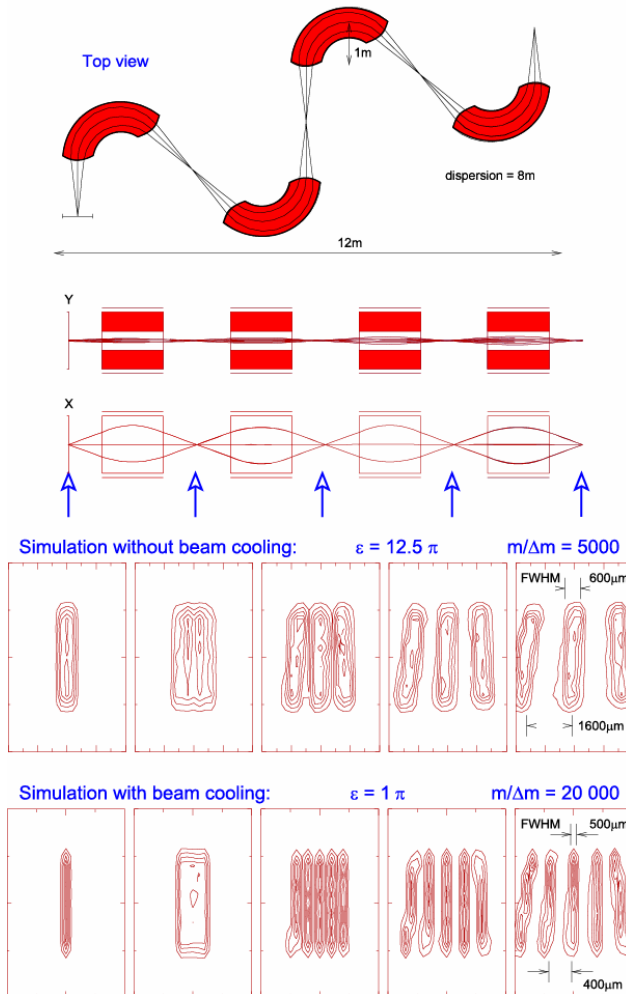 Top view
1m
dispersion = 8m
12m
Y
X
Simulation without beam cooling: ε = 12.5 π m/Δm = 5000
FWHM 600μm
1600μm
Simulation with beam cooling: ε = 1 π m/Δm = 20 000
FWHM 500μm
400μm